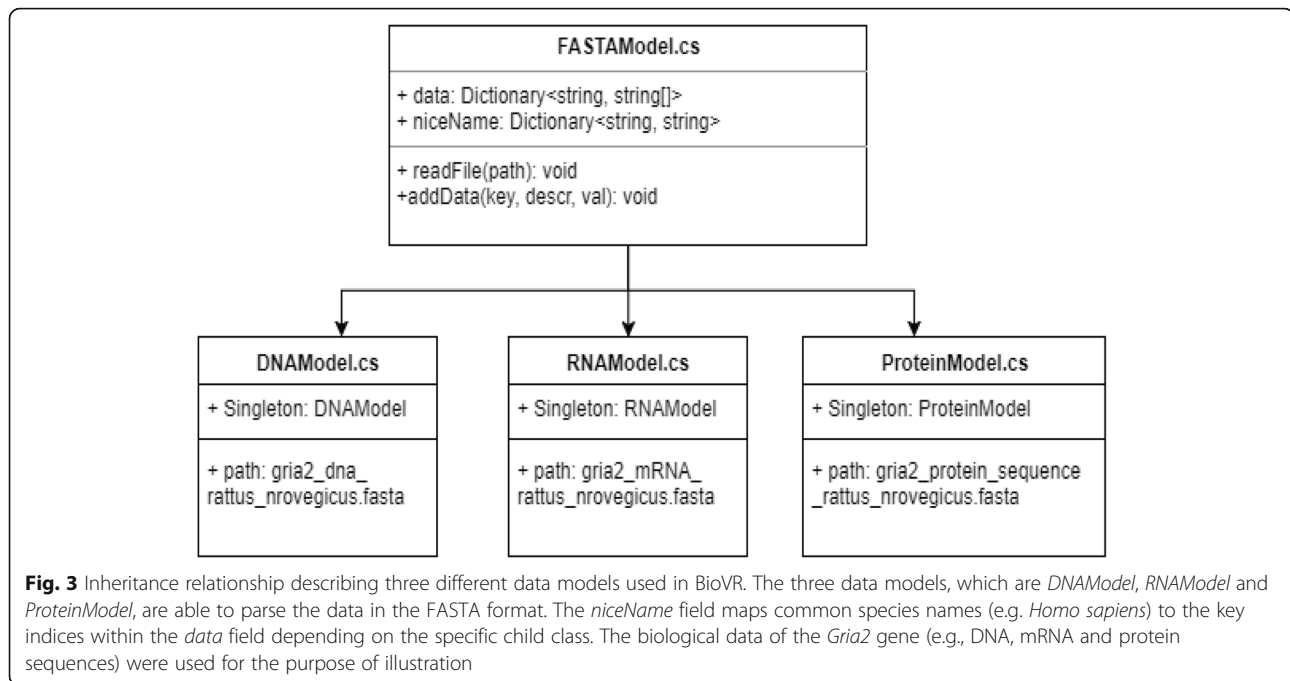 FASTAModel.cs
+ data: Dictionary<string, string[]>
+ niceName: Dictionary<string, string>
+ readFile(path): void
+addData(key, descr, val): void
DNAModel.cs
+ Singleton: DNAModel
+ path: gria2_dna_
rattus_nrovegicus.fasta
RNAModel.cs
+ Singleton: RNAModel
+ path: gria2_mRNA_
rattus_nrovegicus.fasta
ProteinModel.cs
+ Singleton: ProteinModel
+ path: gria2_protein_sequence
_rattus_nrovegicus.fasta
Fig. 3 Inheritance relationship describing three different data models used in BioVR. The three data models, which are DNAModel, RNAModel and
ProteinModel, are able to parse the data in the FASTA format. The niceName field maps common species names (e.g. Homo sapiens) to the key
indices within the data field depending on the specific child class. The biological data of the Gria2 gene (e.g., DNA, mRNA and protein
sequences) were used for the purpose of illustration